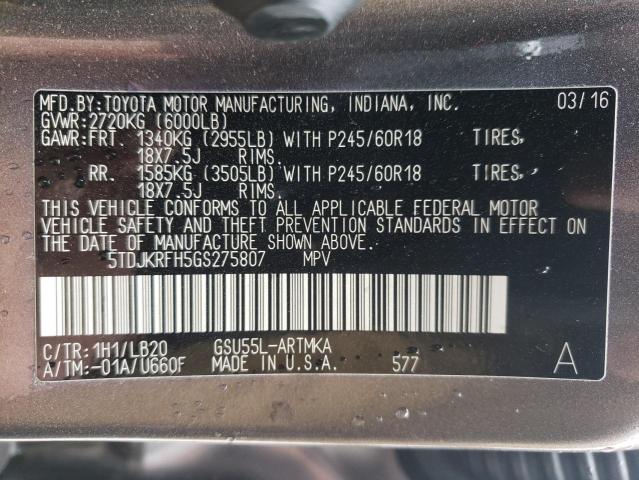 MFD.BY:TOYOTA MOTOR MANUFACTURING, INDIANA, INC. 03/16
GVWR:2720KG (6000LB)
GAWR:FRT. 1340KG (2955LB) WITH P245/60R18 TIRES,
18X7.5J RIMS.
RR. 1585KG (3505LB) WITH P245/60R18 TIRES,
18X7.5J RIMS.
THIS VEHICLE CONFORMS TO ALL APPLICABLE FEDERAL MOTOR
VEHICLE SAFETY AND THEFT PREVENTION STANDARDS IN EFFECT ON
THE DATE OF MANUFACTURE SHOWN ABOVE.
5TDJKRFH5GS275807 MPV
C/TR:1H1/LB20 GSU55L-ARTMKA
A/TM:-01A/U660F MADE IN U.S.A. 577 A